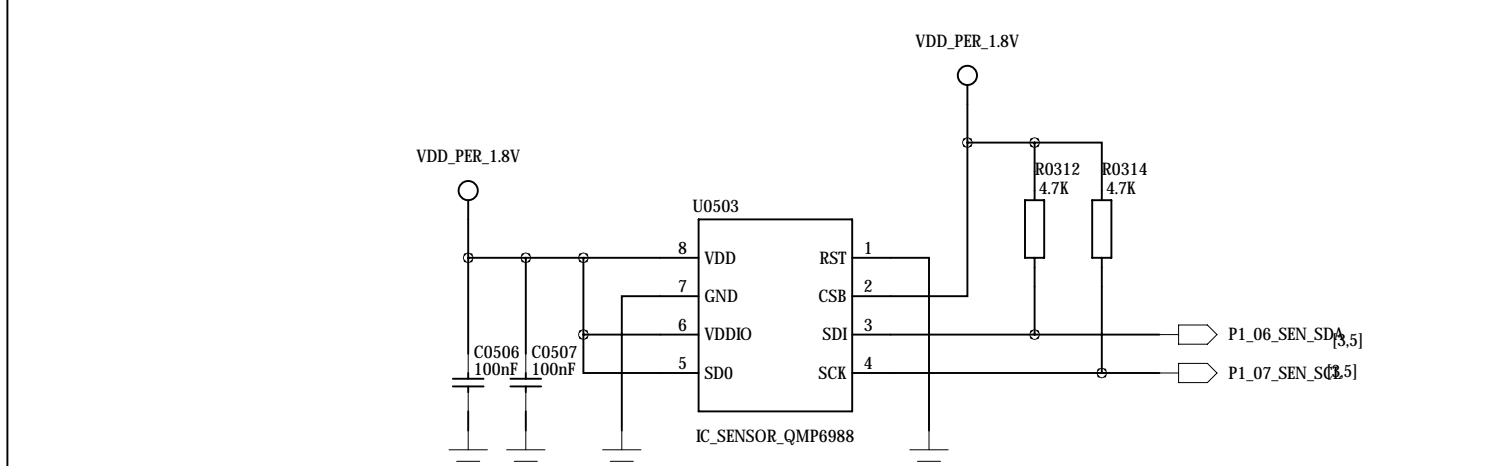 VDD_PER_1.8V
VDD_PER_1.8V
R0312
4.7K
R0314
4.7K
U0503
8 VDD
RST 1
7 GND
CSB 2
6 VDDIO
SDI 3
P1_06_SEN_SDA
[3,5]
5 SD0
SCK 4
P1_07_SEN_SCL
[3,5]
C0506
100nF
C0507
100nF
IC_SENSOR_QMP6988